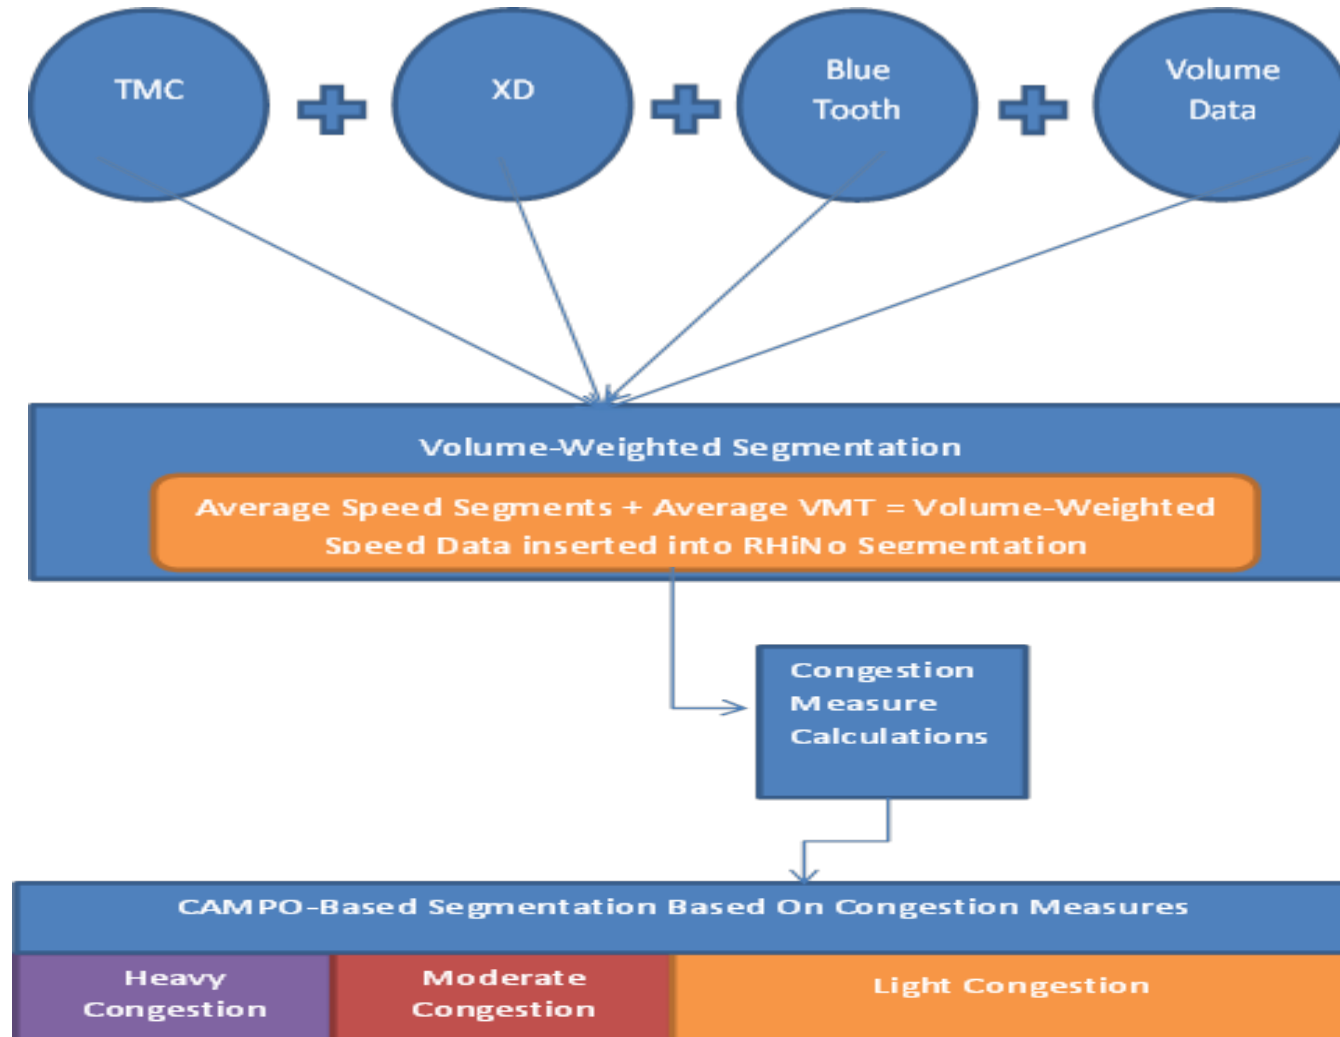 TMC
XD
Blue
Tooth
Volume
Data
Volume-Weighted Segmentation
Average Speed Segments + Average VMT = Volume-Weighted
Speed Data inserted into RHiNo Segmentation
Congestion
Measure
Calculations
CAMPO-Based Segmentation Based On Congestion Measures
Heavy
Congestion
Moderate
Congestion
Light Congestion